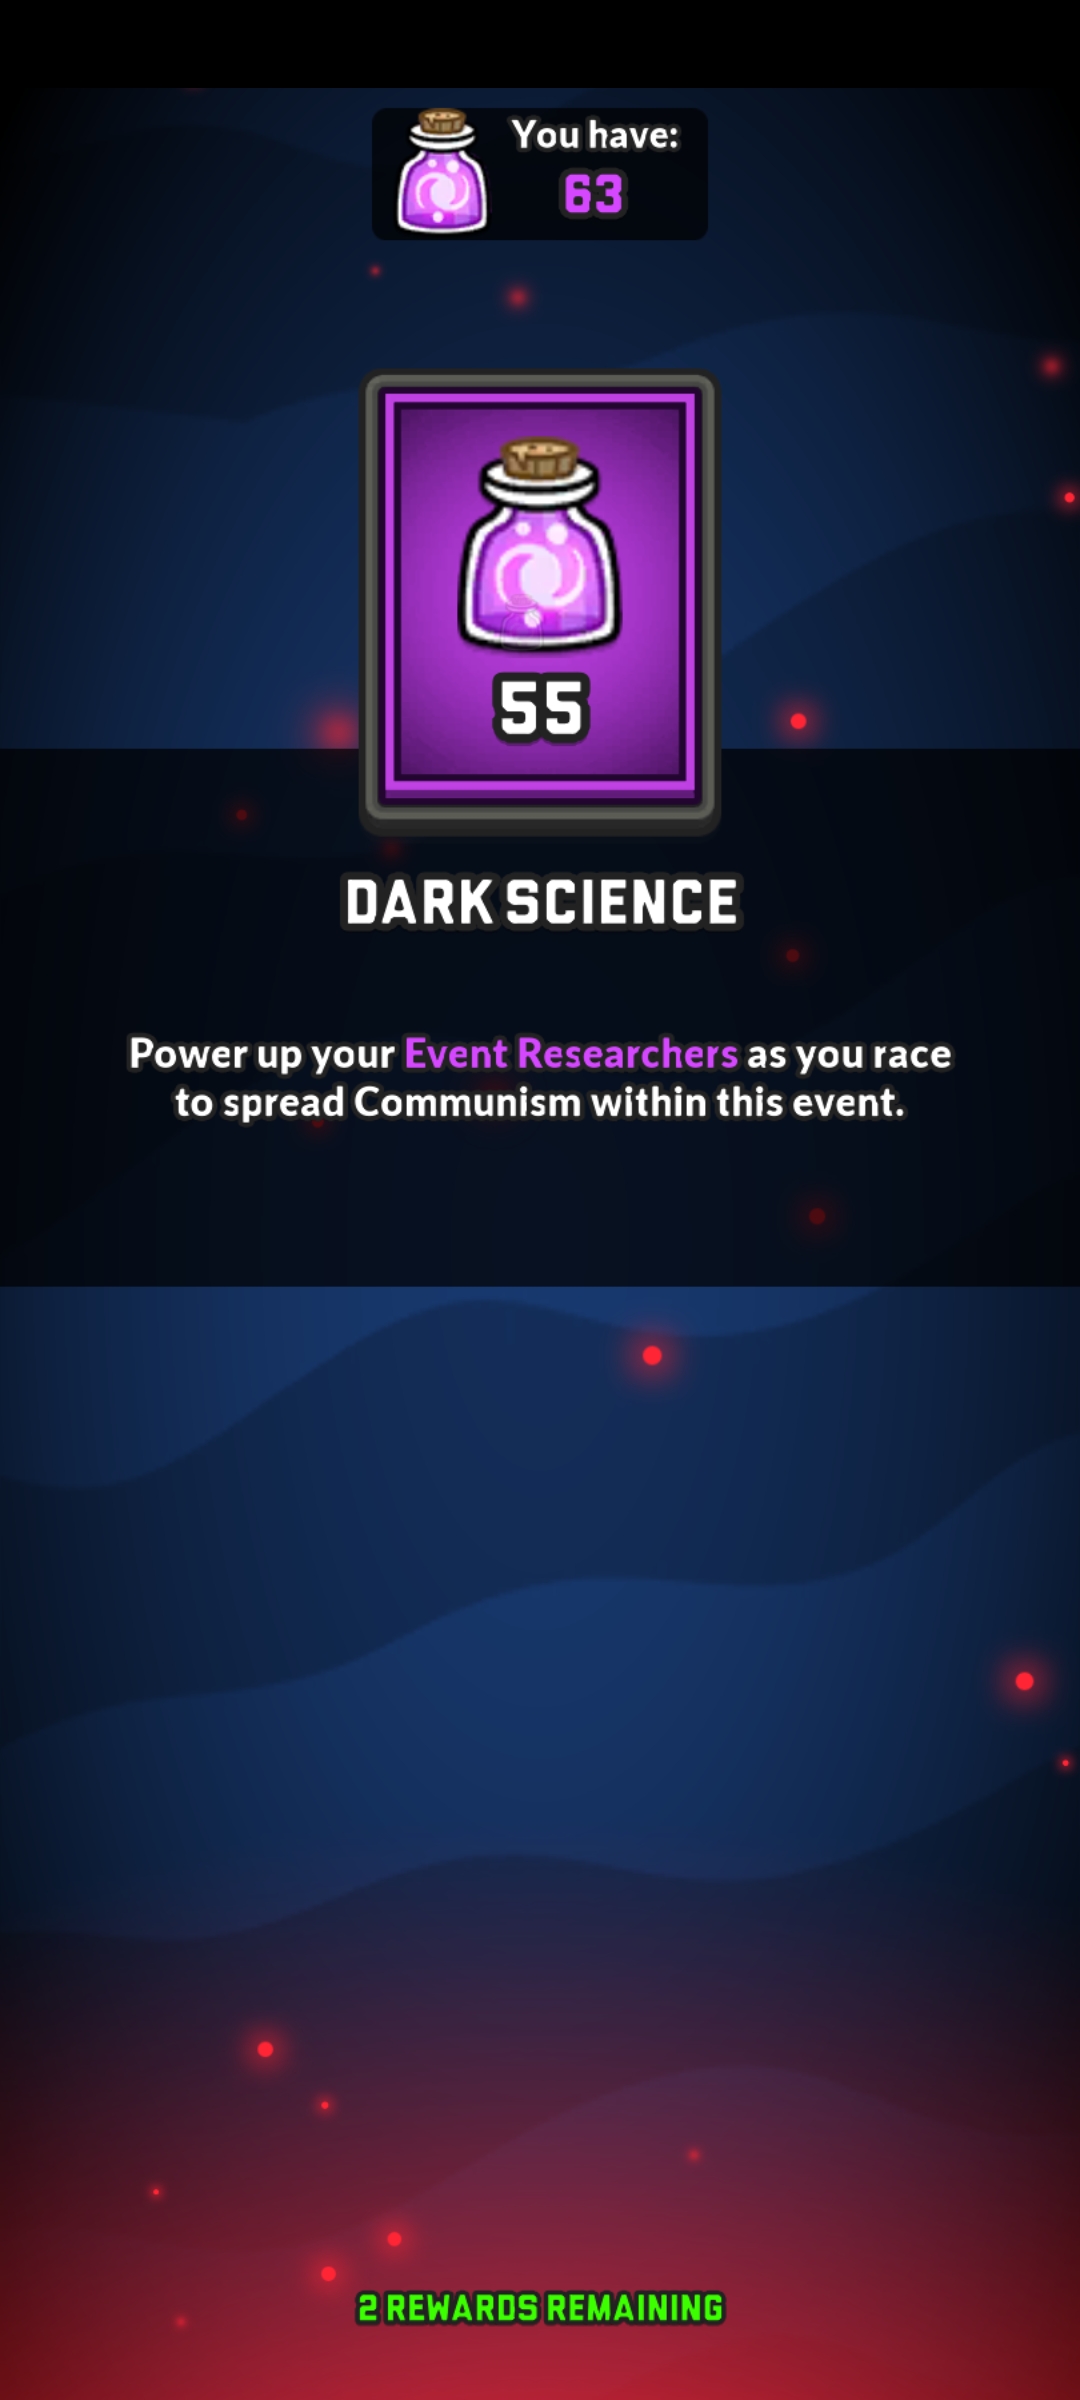 You have:
63
55
DARK SCIENCE
Power up your Event Researchers as you race
to spread Communism within this event.
2 REWARDS REMAINING